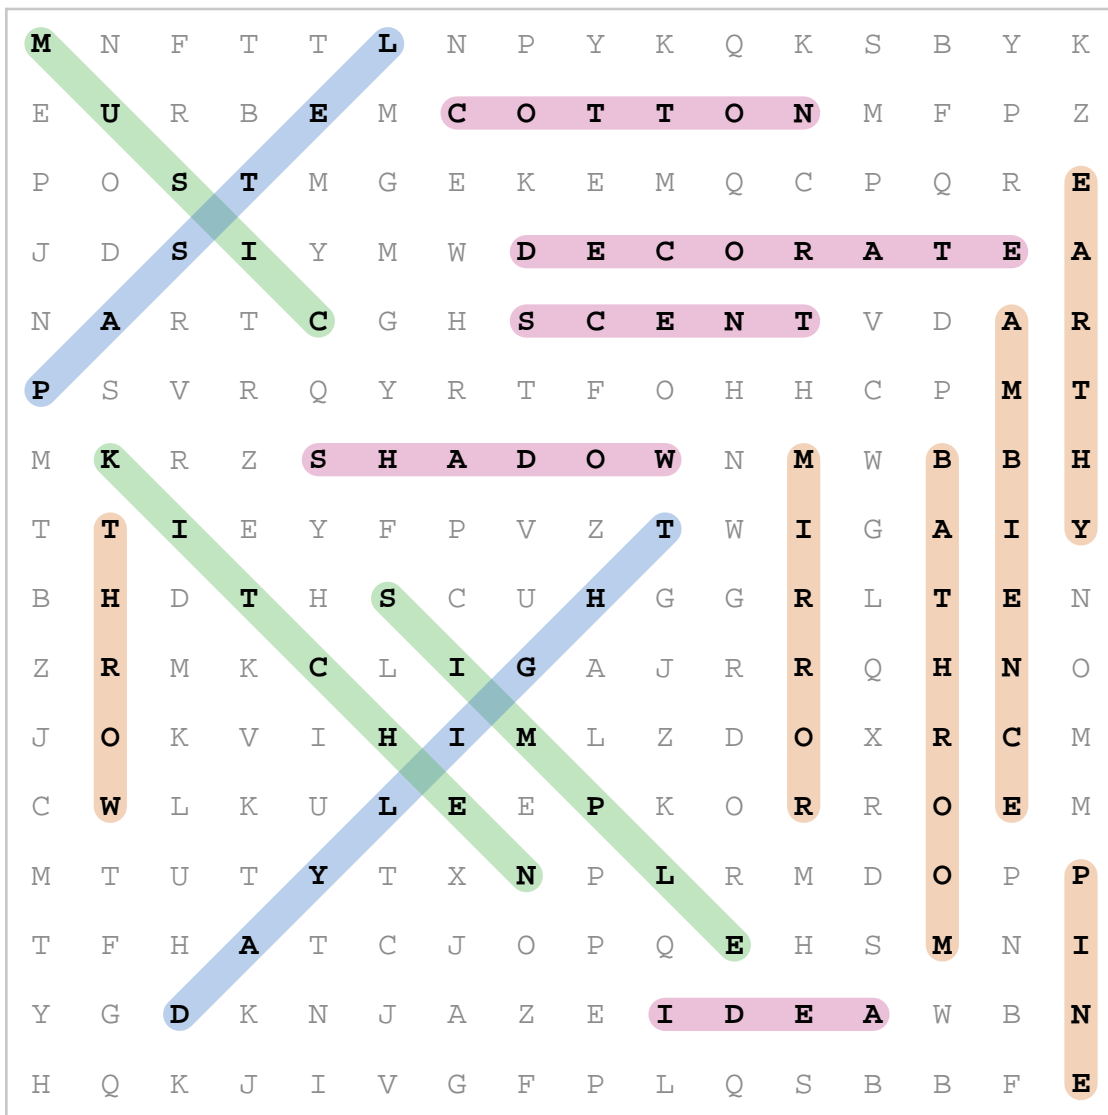 M N F T T L N P Y K Q K S B Y K
E U R B E M C O T T O N M F P Z
P O S T M G E K E M Q C P Q R E
J D S I Y M W D E C O R A T E A
N A R T C G H S C E N T V D A R
P S V R Q Y R T F O H H C P M T
M K R Z S H A D O W N M W B B H
T T I E Y F P V Z T W I G A I Y
B H D T H S C U H G G R L T E N
Z R M K C L I G A J R R Q H N O
J O K V I H I M L Z D O X R C M
C W L K U L E E P K O R R O E M
M T U T Y T X N P L R M D O P P
T F H A T C J O P Q E H S M N I
Y G D K N J A Z E I D E A W B N
H Q K J I V G F P L Q S B B F E